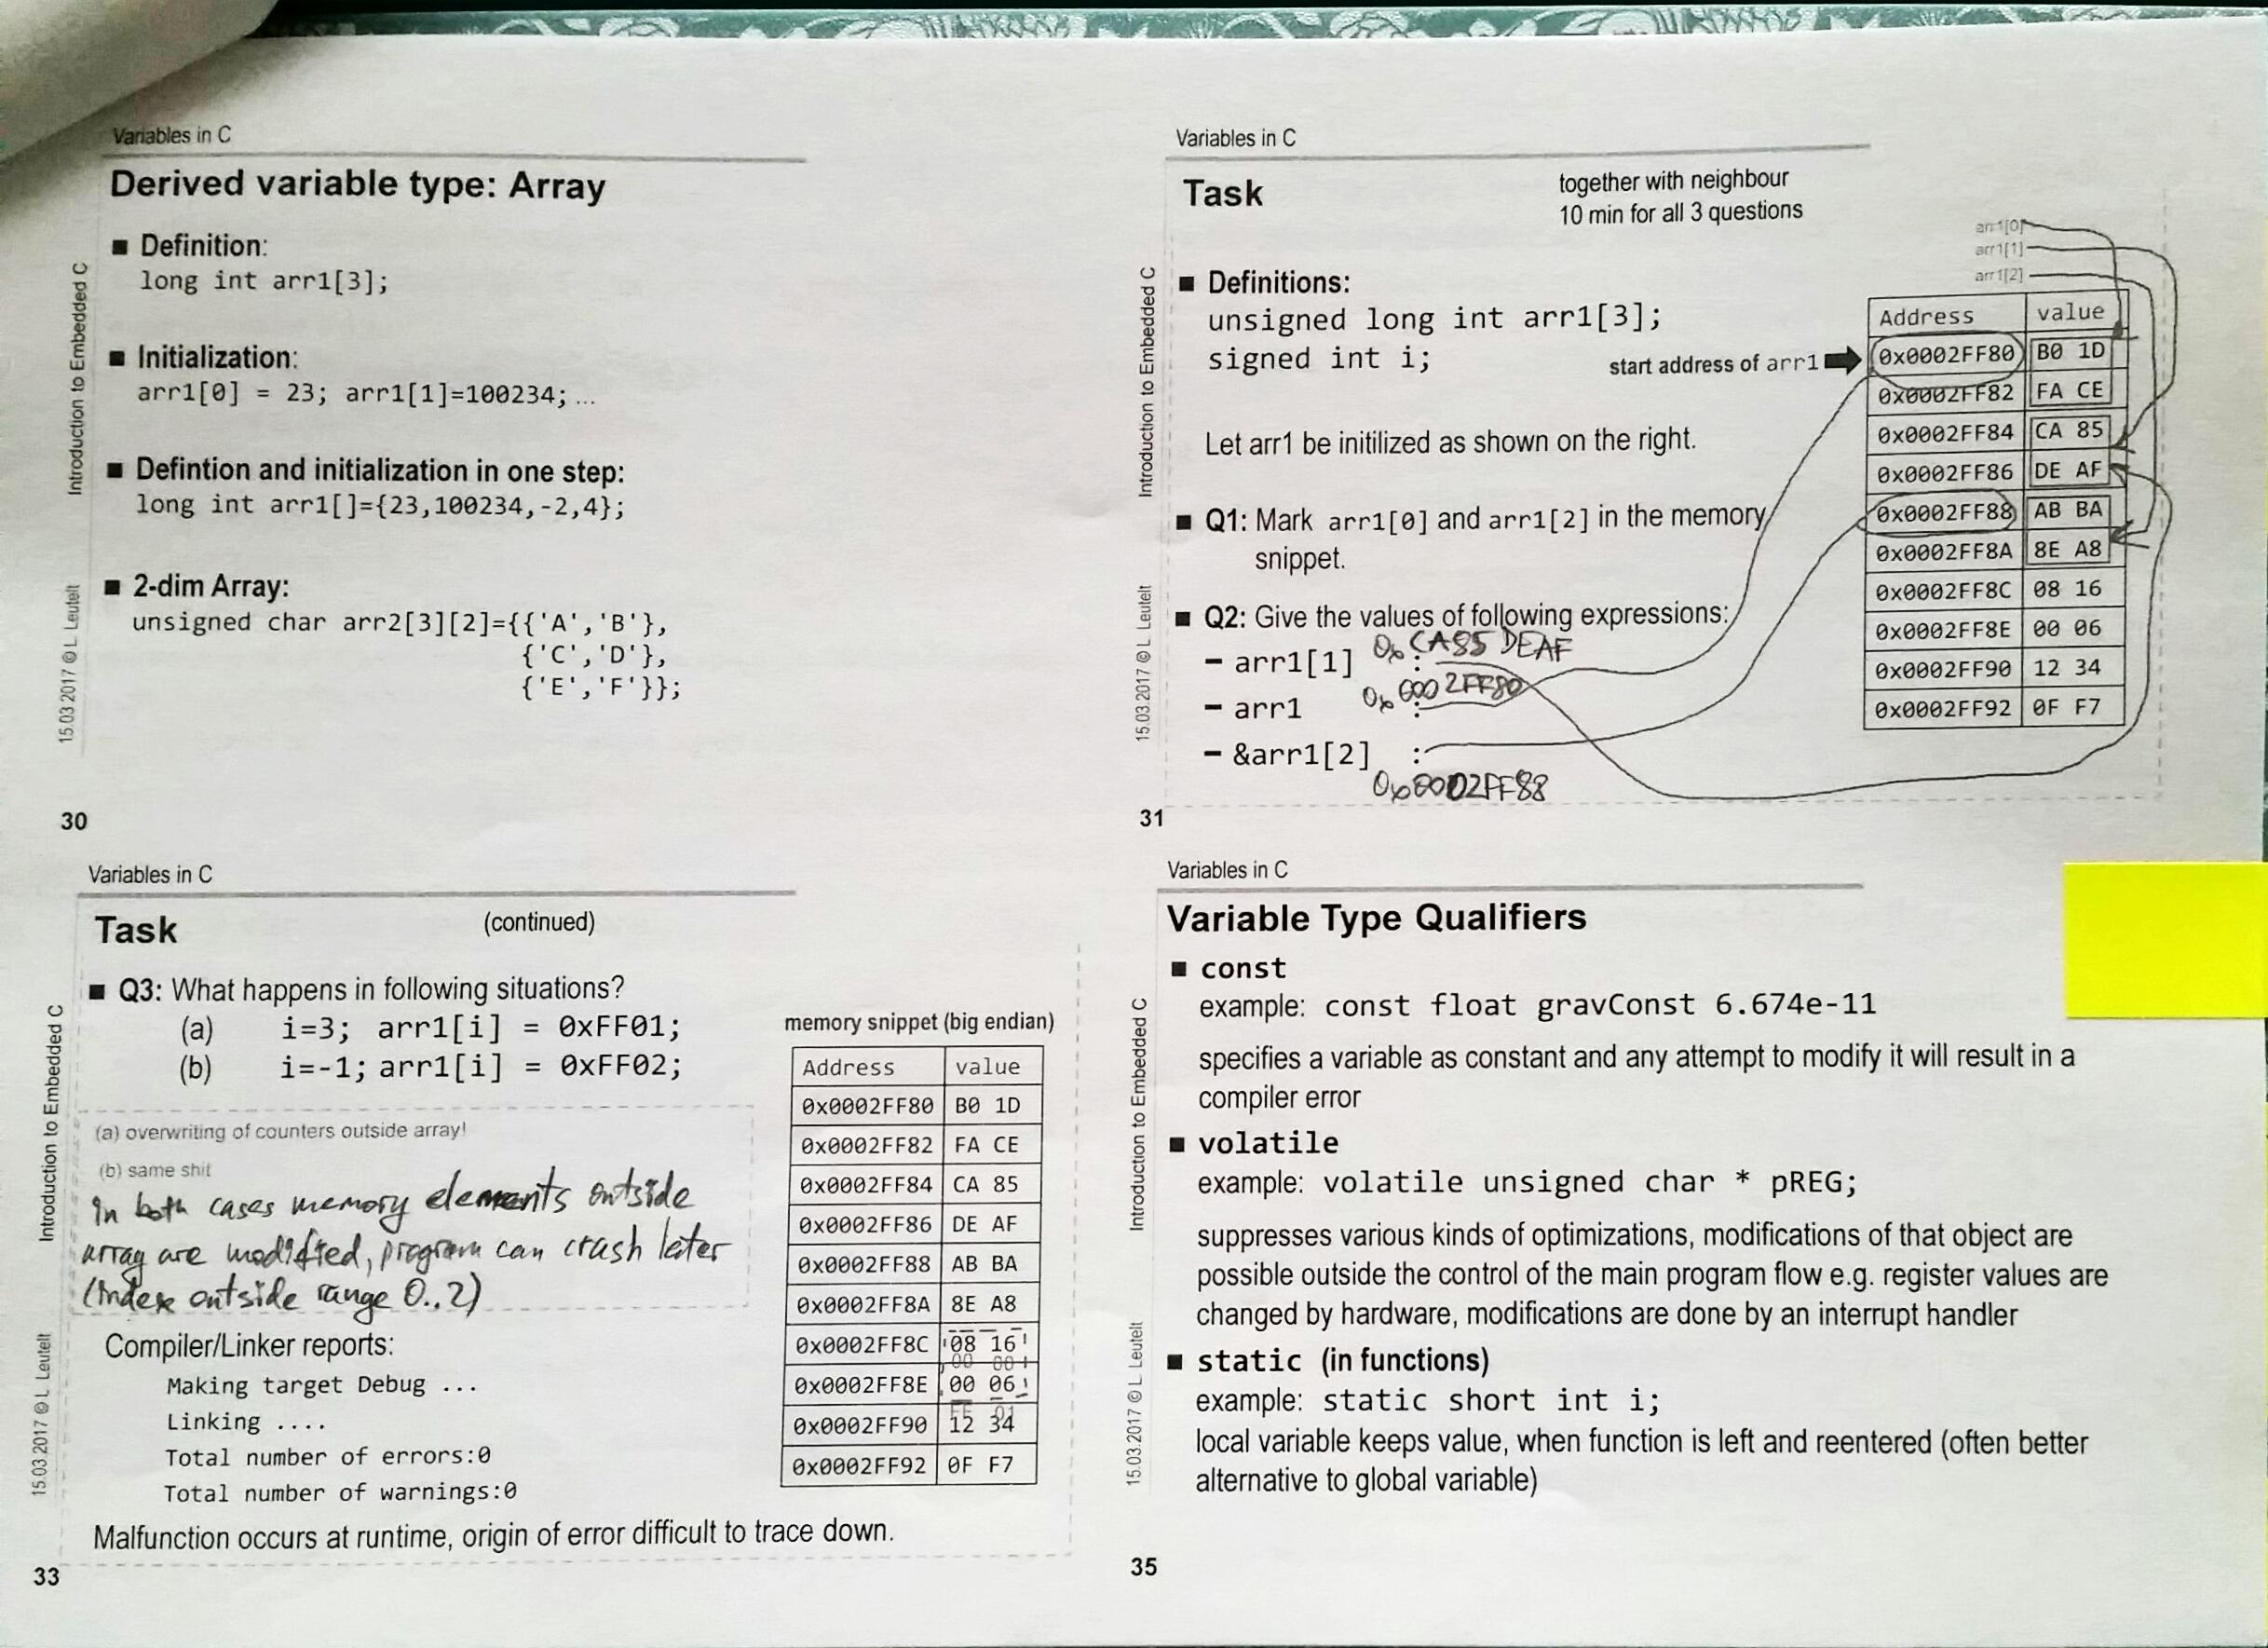 Variables in C
Derived variable type: Array
■ Definition:
long int arr1[3];
■ Initialization:
arr1[0] = 23; arr1[1]=100234; ...
■ Defintion and initialization in one step:
long int arr1[]={23,100234,-2,4};
■ 2-dim Array:
unsigned char arr2[3][2]={{'A','B'},
{'C','D'},
{'E','F'}};
Introduction to Embedded C
15.03.2017 © L. Leutelt
30
Variables in C
Task
together with neighbour
10 min for all 3 questions
■ Definitions:
unsigned long int arr1[3];
signed int i;
start address of arr1
Let arr1 be initilized as shown on the right.
■ Q1: Mark arr1[0] and arr1[2] in the memory
snippet.
■ Q2: Give the values of following expressions:
– arr1[1] : 0xCA85 DEAF
– arr1 : 0x0002FF80
– &arr1[2] :
0x0002FF88
arr1[0]
arr1[1]
arr1[2]
Address value
0x0002FF80 B0 1D
0x0002FF82 FA CE
0x0002FF84 CA 85
0x0002FF86 DE AF
0x0002FF88 AB BA
0x0002FF8A 8E A8
0x0002FF8C 08 16
0x0002FF8E 00 06
0x0002FF90 12 34
0x0002FF92 0F F7
Introduction to Embedded C
15.03.2017 © L. Leutelt
31
Variables in C
Task
(continued)
■ Q3: What happens in following situations?
(a) i=3; arr1[i] = 0xFF01;
(b) i=-1; arr1[i] = 0xFF02;
(a) overwriting of counters outside array!
(b) same shit
In both cases memory elements outside
array are modified, program can crash later
(Index outside range 0..2)
Compiler/Linker reports:
Making target Debug ...
Linking ....
Total number of errors:0
Total number of warnings:0
Malfunction occurs at runtime, origin of error difficult to trace down.
memory snippet (big endian)
Address value
0x0002FF80 B0 1D
0x0002FF82 FA CE
0x0002FF84 CA 85
0x0002FF86 DE AF
0x0002FF88 AB BA
0x0002FF8A 8E A8
0x0002FF8C 08 16
00 00
0x0002FF8E 00 06
FF 01
0x0002FF90 12 34
0x0002FF92 0F F7
Introduction to Embedded C
15.03.2017 © L. Leutelt
33
Variables in C
Variable Type Qualifiers
■ const
example: const float gravConst 6.674e-11
specifies a variable as constant and any attempt to modify it will result in a
compiler error
■ volatile
example: volatile unsigned char * pREG;
suppresses various kinds of optimizations, modifications of that object are
possible outside the control of the main program flow e.g. register values are
changed by hardware, modifications are done by an interrupt handler
■ static (in functions)
example: static short int i;
local variable keeps value, when function is left and reentered (often better
alternative to global variable)
Introduction to Embedded C
15.03.2017 © L. Leutelt
35